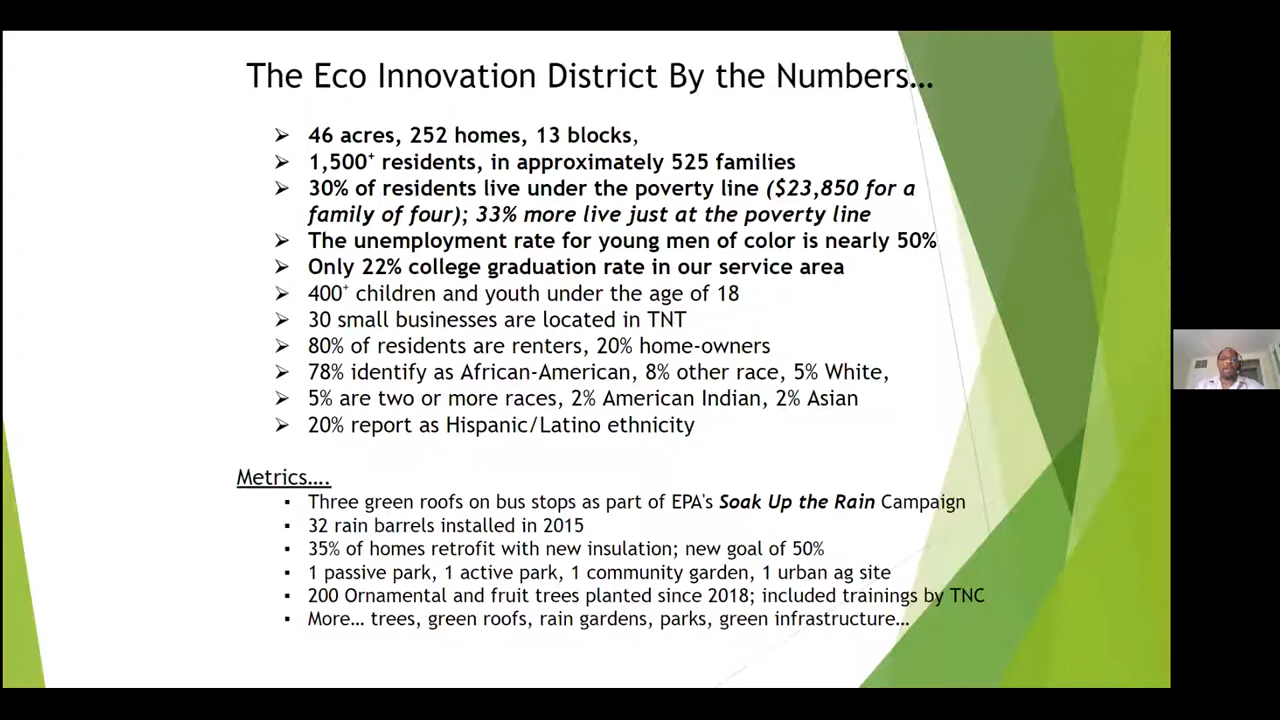 The Eco Innovation District By the Numbers…
➢ 46 acres, 252 homes, 13 blocks,
➢ 1,500⁺ residents, in approximately 525 families
➢ 30% of residents live under the poverty line ($23,850 for a
family of four); 33% more live just at the poverty line
➢ The unemployment rate for young men of color is nearly 50%
➢ Only 22% college graduation rate in our service area
➢ 400⁺ children and youth under the age of 18
➢ 30 small businesses are located in TNT
➢ 80% of residents are renters, 20% home-owners
➢ 78% identify as African-American, 8% other race, 5% White,
➢ 5% are two or more races, 2% American Indian, 2% Asian
➢ 20% report as Hispanic/Latino ethnicity
Metrics….
▪ Three green roofs on bus stops as part of EPA's Soak Up the Rain Campaign
▪ 32 rain barrels installed in 2015
▪ 35% of homes retrofit with new insulation; new goal of 50%
▪ 1 passive park, 1 active park, 1 community garden, 1 urban ag site
▪ 200 Ornamental and fruit trees planted since 2018; included trainings by TNC
▪ More… trees, green roofs, rain gardens, parks, green infrastructure…